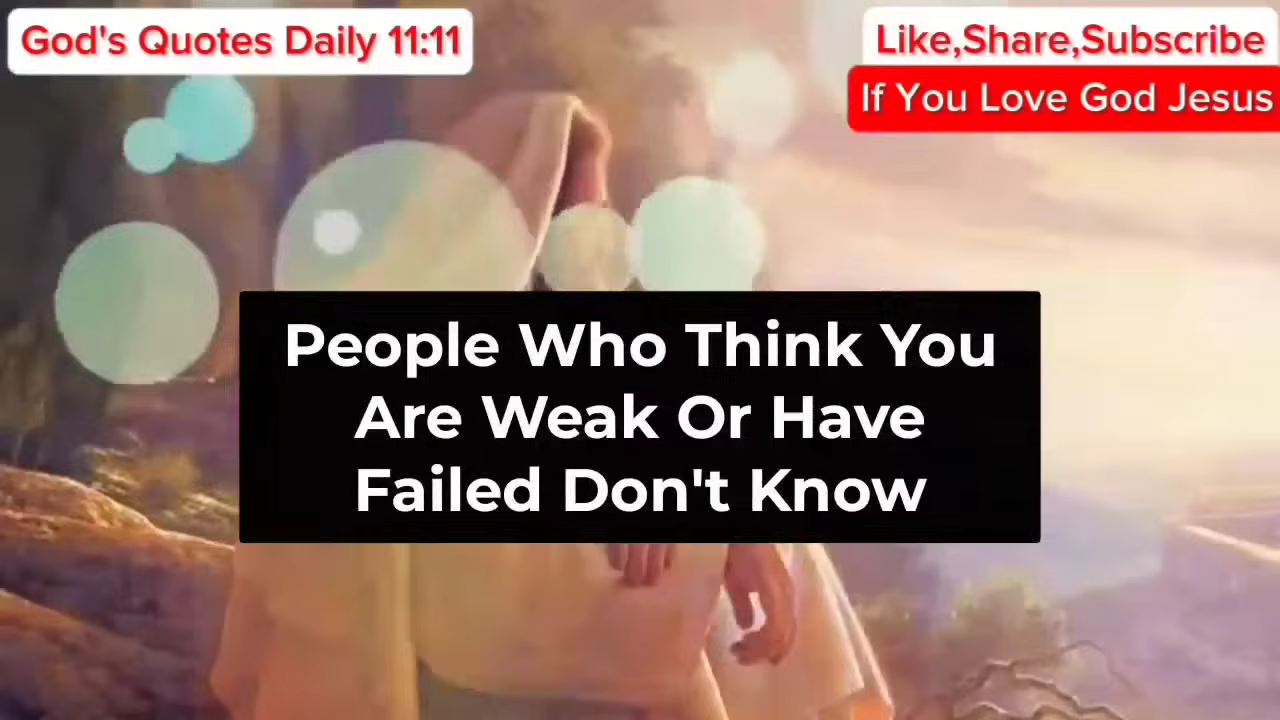 God's Quotes Daily 11:11
Like,Share,Subscribe
If You Love God Jesus
People Who Think You
Are Weak Or Have
Failed Don't Know